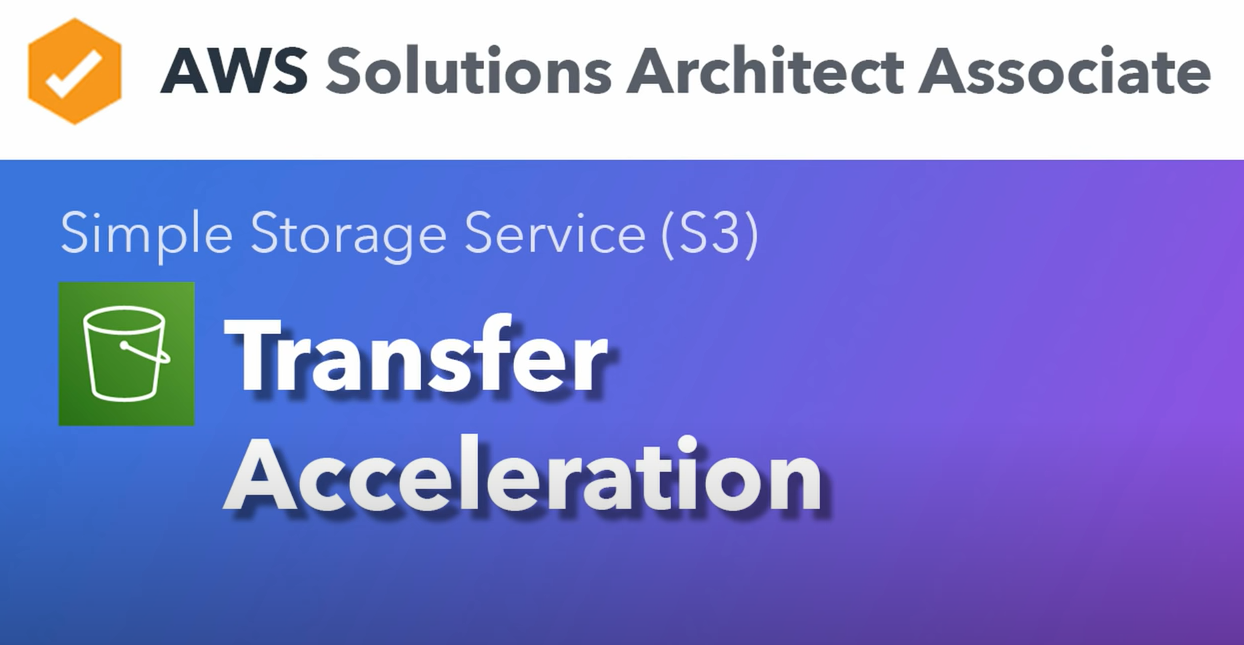 AWS Solutions Architect Associate
Simple Storage Service (S3)
Transfer
Acceleration